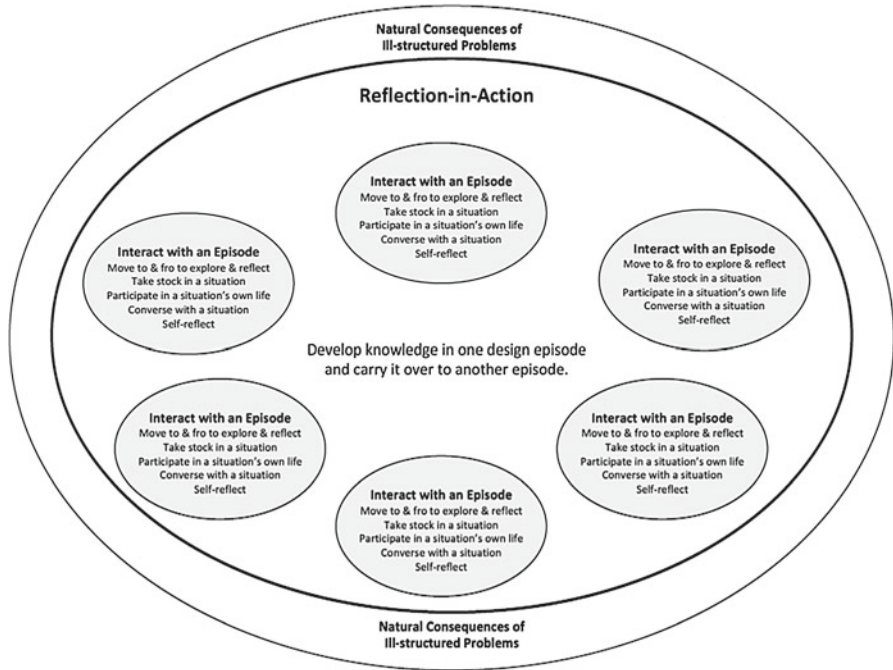 Natural Consequences of
Ill-structured Problems
Reflection-in-Action
Interact with an Episode
Move to & fro to explore & reflect
Take stock in a situation
Participate in a situation's own life
Converse with a situation
Self-reflect
Interact with an Episode
Move to & fro to explore & reflect
Take stock in a situation
Participate in a situation's own life
Converse with a situation
Self-reflect
Interact with an Episode
Move to & fro to explore & reflect
Take stock in a situation
Participate in a situation's own life
Converse with a situation
Self-reflect
Develop knowledge in one design episode
and carry it over to another episode.
Interact with an Episode
Move to & fro to explore & reflect
Take stock in a situation
Participate in a situation's own life
Converse with a situation
Self-reflect
Interact with an Episode
Move to & fro to explore & reflect
Take stock in a situation
Participate in a situation's own life
Converse with a situation
Self-reflect
Interact with an Episode
Move to & fro to explore & reflect
Take stock in a situation
Participate in a situation's own life
Converse with a situation
Self-reflect
Natural Consequences of
Ill-structured Problems